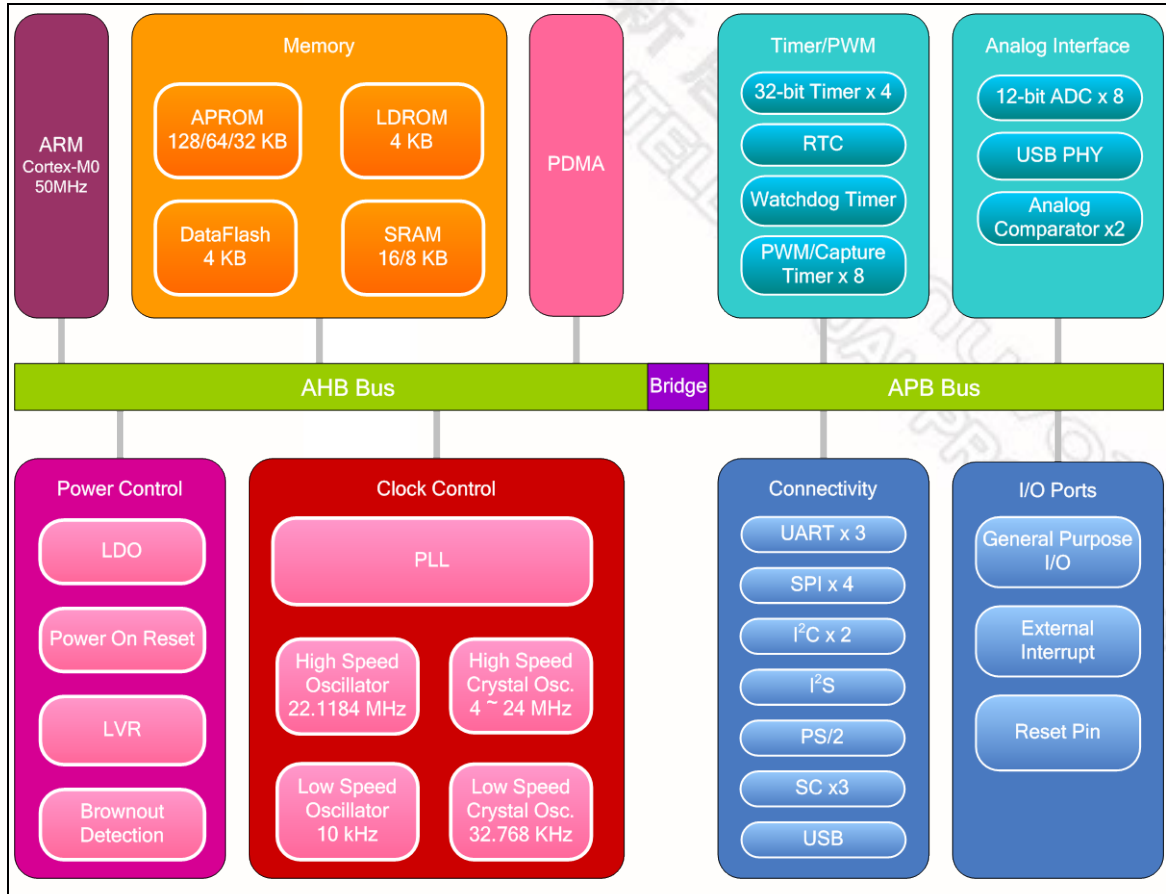 ARM
Cortex-M0
50MHz
Memory
APROM
128/64/32 KB
LDROM
4 KB
DataFlash
4 KB
SRAM
16/8 KB
PDMA
Timer/PWM
32-bit Timer x 4
RTC
Watchdog Timer
PWM/Capture
Timer x 8
Analog Interface
12-bit ADC x 8
USB PHY
Analog
Comparator x2
AHB Bus
Bridge
APB Bus
Power Control
LDO
Power On Reset
LVR
Brownout
Detection
Clock Control
PLL
High Speed
Oscillator
22.1184 MHz
High Speed
Crystal Osc.
4 ~ 24 MHz
Low Speed
Oscillator
10 kHz
Low Speed
Crystal Osc.
32.768 KHz
Connectivity
UART x 3
SPI x 4
I²C x 2
I²S
PS/2
SC x3
USB
I/O Ports
General Purpose
I/O
External
Interrupt
Reset Pin